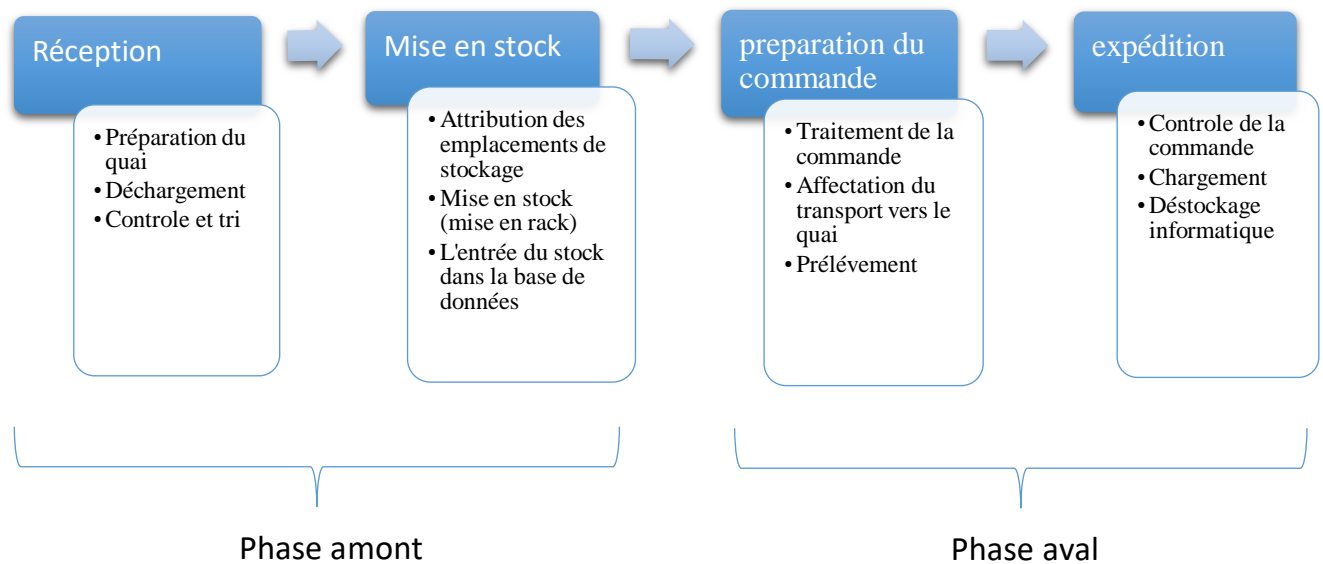 Réception
• Préparation du
quai
• Déchargement
• Controle et tri
Mise en stock
• Attribution des
emplacements de
stockage
• Mise en stock
(mise en rack)
• L'entrée du stock
dans la base de
données
preparation du
commande
• Traitement de la
commande
• Affectation du
transport vers le
quai
• Prélévement
expédition
• Controle de la
commande
• Chargement
• Déstockage
informatique
Phase amont
Phase aval